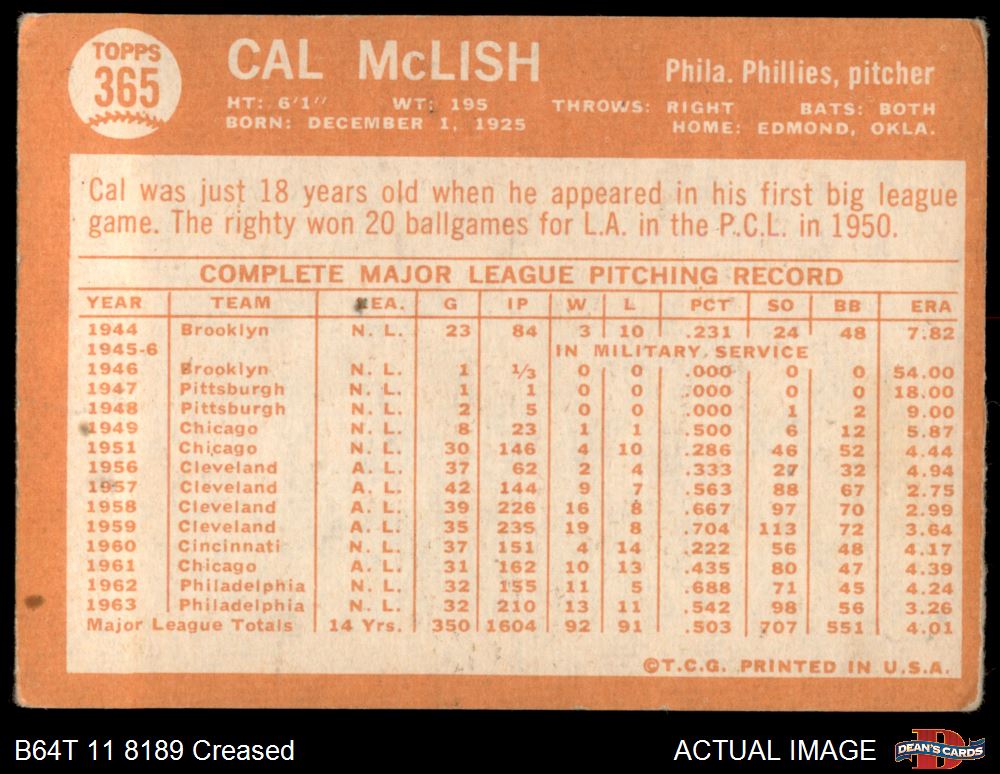 TOPPS
365
CAL McLISH
Phila. Phillies, pitcher
HT: 6'1" WT: 195 THROWS: RIGHT BATS: BOTH
BORN: DECEMBER 1, 1925 HOME: EDMOND, OKLA.
Cal was just 18 years old when he appeared in his first big league
game. The righty won 20 ballgames for L.A. in the P.C.L. in 1950.
COMPLETE MAJOR LEAGUE PITCHING RECORD
YEAR TEAM LEA. G IP W L PCT SO BB ERA
1944 Brooklyn N. L. 23 84 3 10 .231 24 48 7.82
1945-6 IN MILITARY SERVICE
1946 Brooklyn N. L. 1 1/3 0 0 .000 0 0 54.00
1947 Pittsburgh N. L. 1 1 0 0 .000 0 0 18.00
1948 Pittsburgh N. L. 2 5 0 0 .000 1 2 9.00
1949 Chicago N. L. 8 23 1 1 .500 6 12 5.87
1951 Chicago N. L. 30 146 4 10 .286 46 52 4.44
1956 Cleveland A. L. 37 62 2 4 .333 27 32 4.94
1957 Cleveland A. L. 42 144 9 7 .563 88 67 2.75
1958 Cleveland A. L. 39 226 16 8 .667 97 70 2.99
1959 Cleveland A. L. 35 235 19 8 .704 113 72 3.64
1960 Cincinnati N. L. 37 151 4 14 .222 56 48 4.17
1961 Chicago A. L. 31 162 10 13 .435 80 47 4.39
1962 Philadelphia N. L. 32 155 11 5 .688 71 45 4.24
1963 Philadelphia N. L. 32 210 13 11 .542 98 56 3.26
Major League Totals 14 Yrs. 350 1604 92 91 .503 707 551 4.01
©T.C.G. PRINTED IN U.S.A.
B64T 11 8189 Creased
ACTUAL IMAGE
DEAN'S CARDS